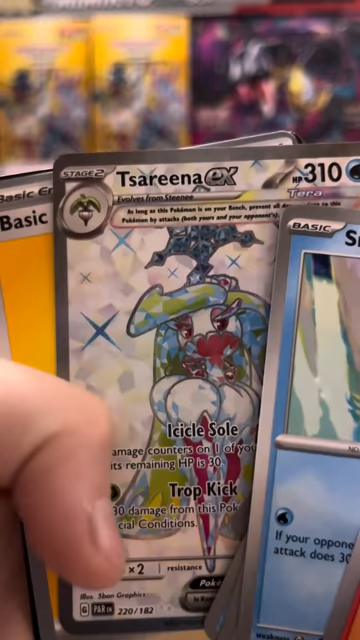 STAGE2
Tsareena ex
HP 310
Evolves from Steenee
Tera
As long as this Pokémon is on your Bench, prevent all
Pokémon by attacks (both yours and your opponent's).
Basic
BASIC
Icicle Sole
amage counters on 1 of you
its remaining HP is 30.
Trop Kick
30 damage from this Pok
cial Conditions.
×2
resistance
Illus. 5ban Graphics
G PAR EN 220/182
If your oppone
attack does 30
weakness